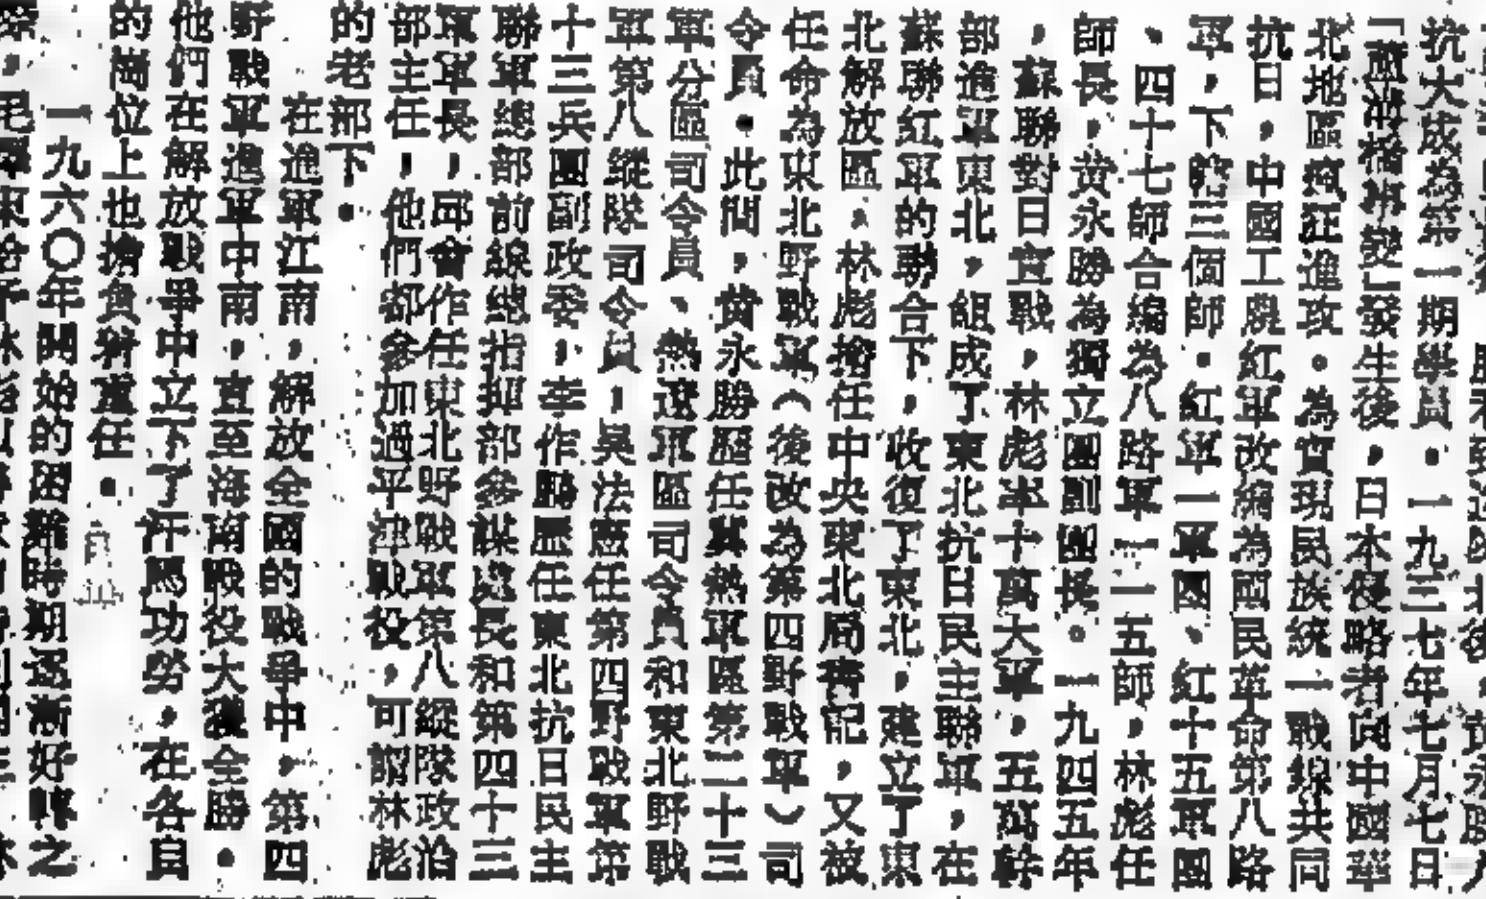 抗大成為第一期學員。一九三七年七月七日
「蘆溝橋事變」發生後，日本侵略者向中國華
北地區瘋狂進攻。為實現民族統一戰線共同
抗日，中國工農紅軍改編為國民革命第八路
軍，下轄三個師。紅軍一軍團、紅十五軍團
、四十七師合編為八路軍一一五師，林彪任
師長，黃永勝為獨立團訓團長。一九四五年
，蘇聯對日宣戰，林彪率十萬大軍，五萬幹
部進軍東北，組成了東北抗日民主聯軍，在
蘇聯紅軍的聯合下，收復了東北，建立了東
北解放區。林彪擔任中央東北局書記，又被
任命為東北野戰軍（後改為第四野戰軍）司
令員。此間，黃永勝歷任冀熱軍區第二十三
軍分區司令員、熱遼軍區司令員和東北野戰
軍第八縱隊司令員，吳法憲任第四野戰軍第
十三兵團副政委，李作鵬歷任東北抗日民主
聯軍總部前線總指揮部參謀處長和第四十三
軍軍長，邱會作任東北野戰軍第八縱隊政治
部主任，他們都參加過平津戰役，可謂林彪
的老部下。
在進軍江南，解放全國的戰爭中，第四
野戰軍進軍中南，直至海南戰役大獲全勝。
他們在解放戰爭中立下了汗馬功勞，在各自
的崗位上也擔負着重任。
一九六〇年開始的困難時期逐漸好轉之